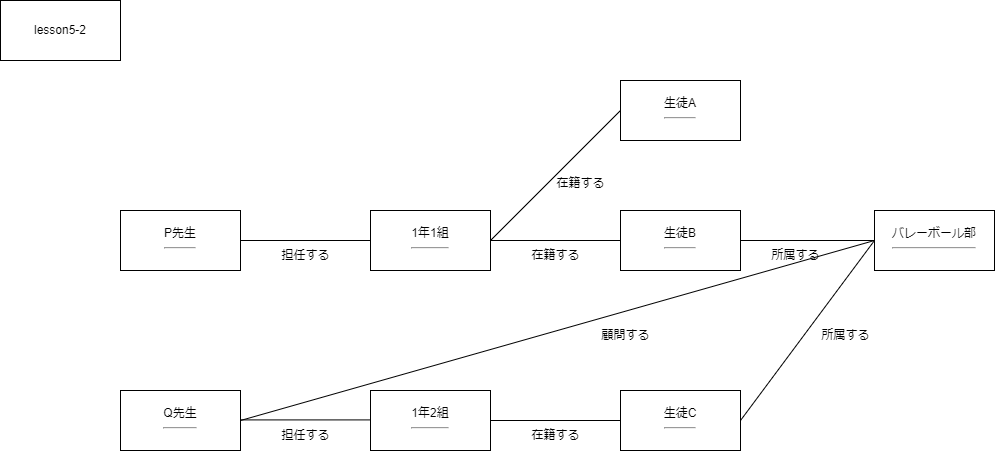 lesson5-2
生徒A
在籍する
P先生
担任する
1年1組
在籍する
生徒B
所属する
バレーボール部
顧問する
所属する
Q先生
担任する
1年2組
在籍する
生徒C